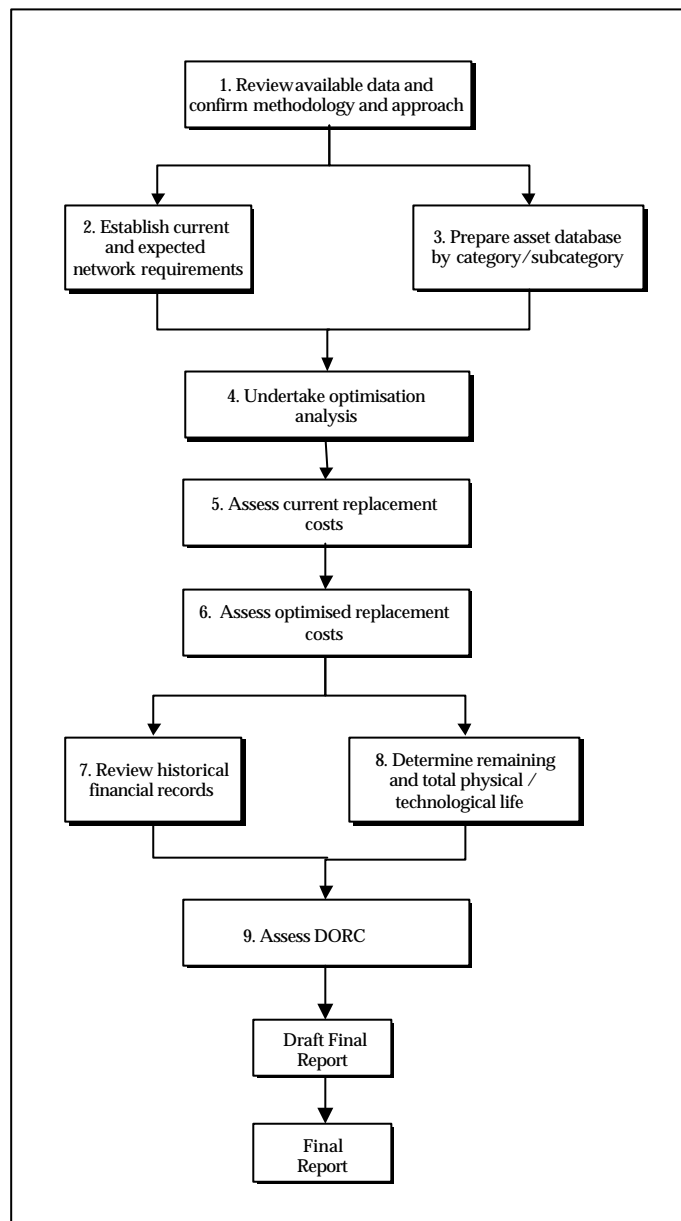 1. Review available data and
confirm methodology and approach
2. Establish current
and expected
network requirements
3. Prepare asset database
by category/subcategory
4. Undertake optimisation
analysis
5. Assess current replacement
costs
6. Assess optimised replacement
costs
7. Review historical
financial records
8. Determine remaining
and total physical /
technological life
9. Assess DORC
Draft Final
Report
Final
Report